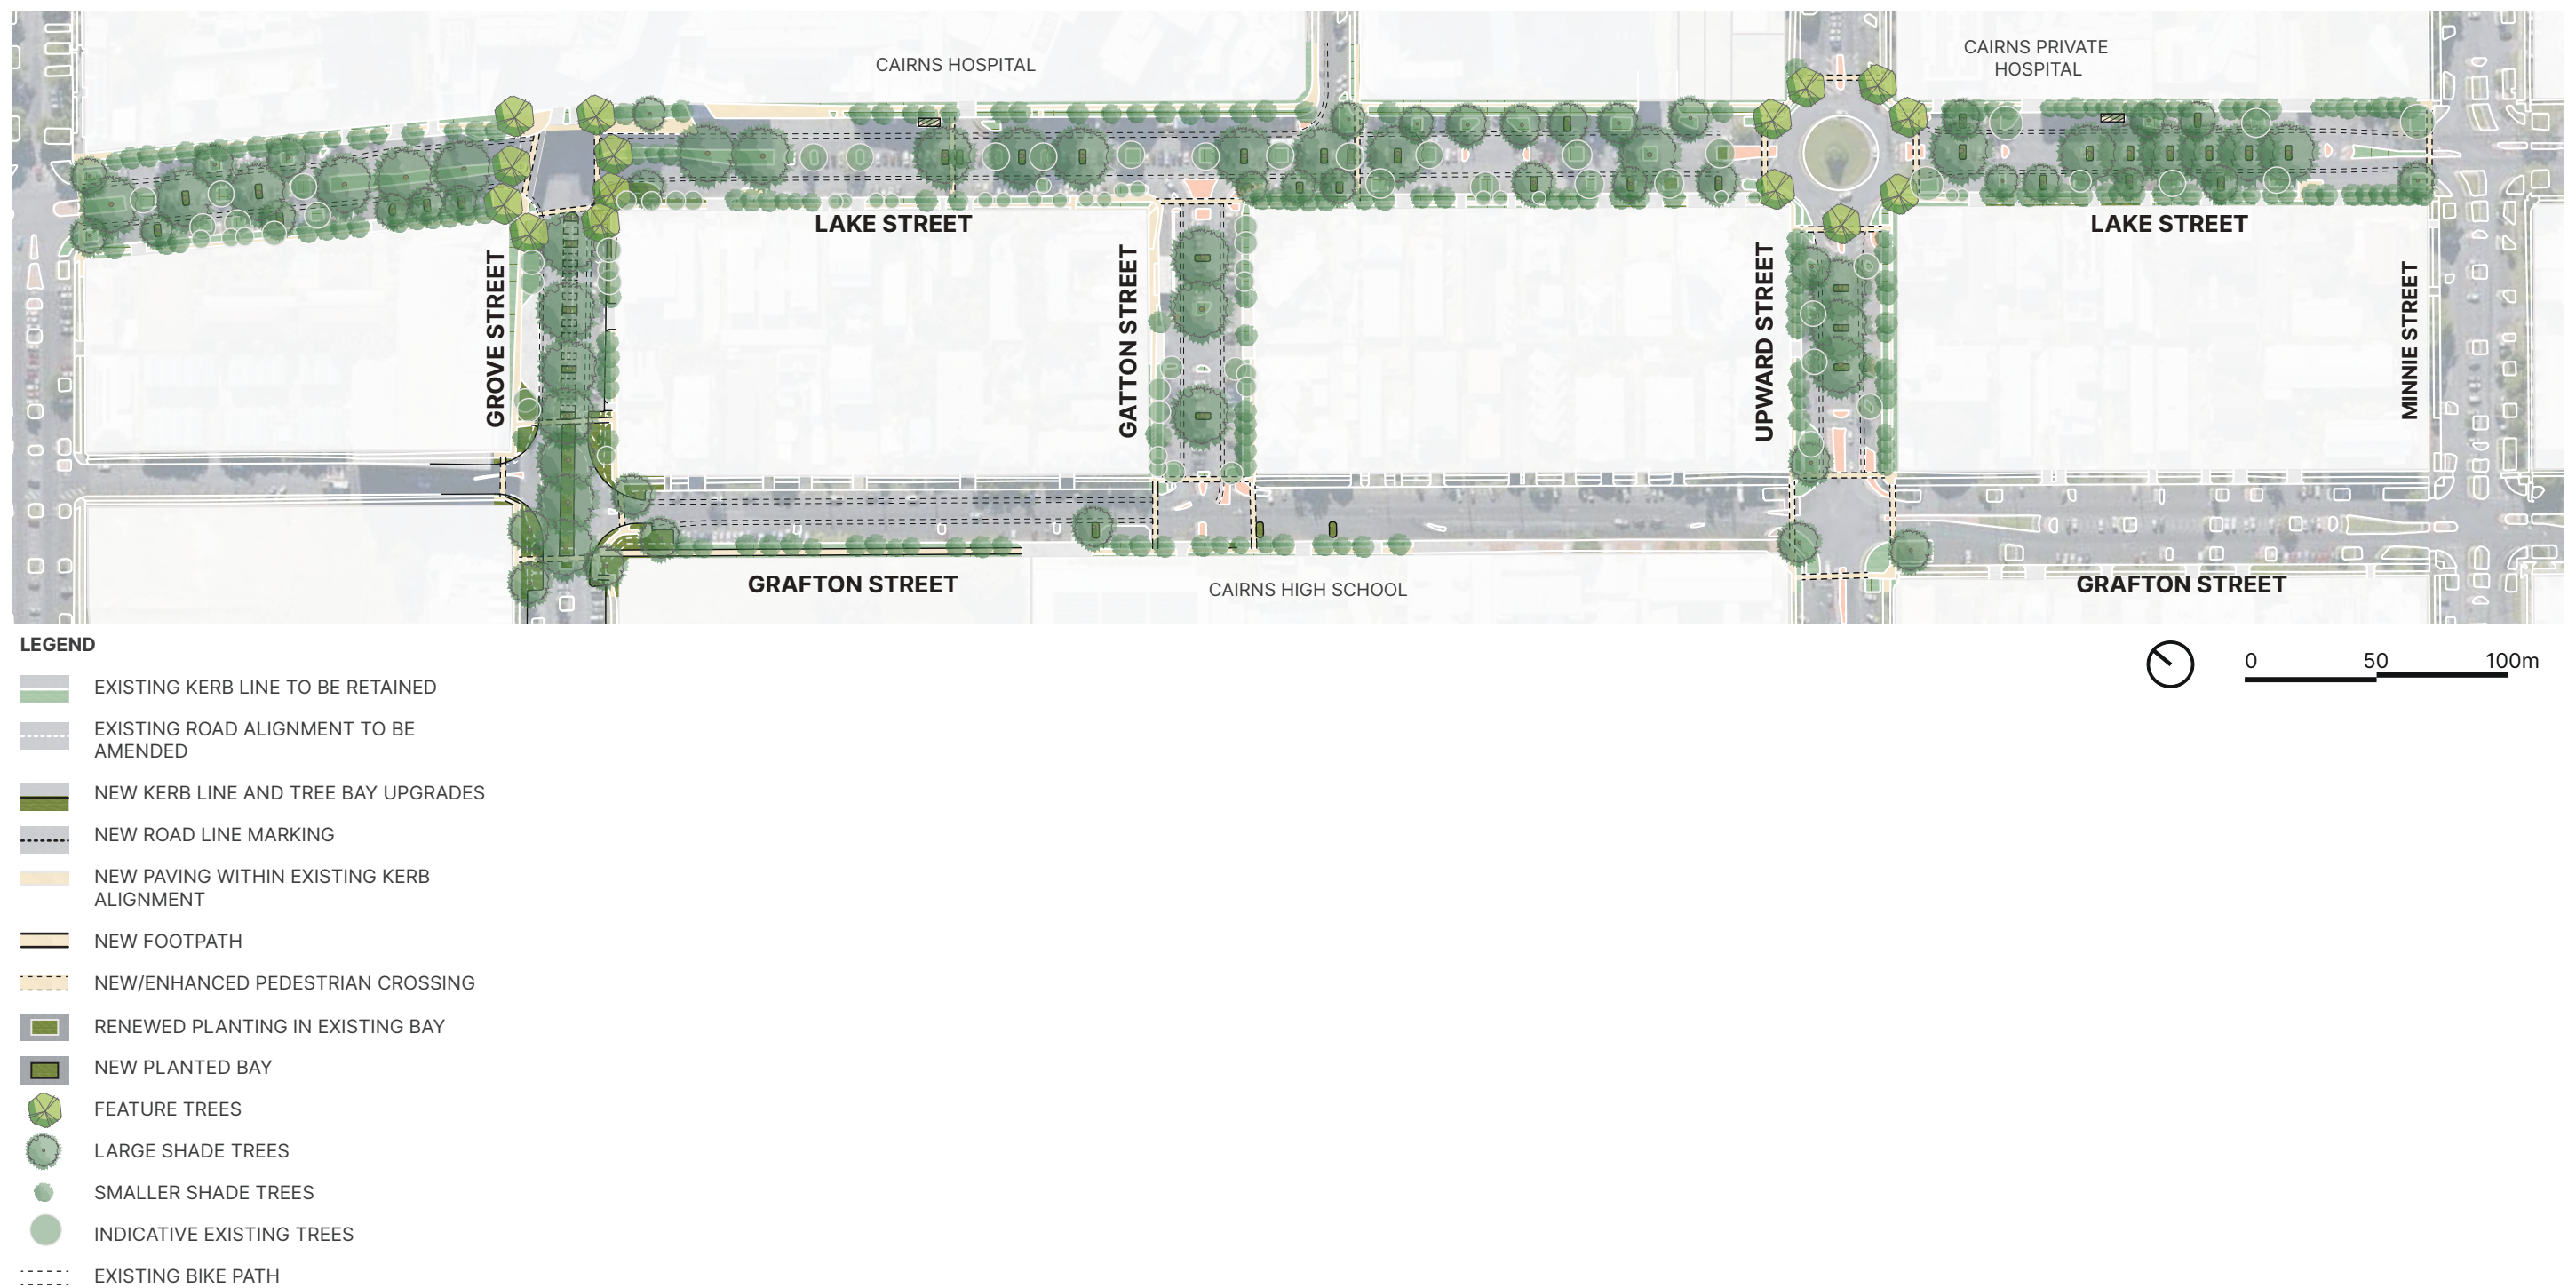 CAIRNS HOSPITAL
CAIRNS PRIVATE
HOSPITAL
LAKE STREET
LAKE STREET
GROVE STREET
GATTON STREET
UPWARD STREET
MINNIE STREET
GRAFTON STREET
CAIRNS HIGH SCHOOL
GRAFTON STREET
LEGEND
EXISTING KERB LINE TO BE RETAINED
EXISTING ROAD ALIGNMENT TO BE
AMENDED
NEW KERB LINE AND TREE BAY UPGRADES
NEW ROAD LINE MARKING
NEW PAVING WITHIN EXISTING KERB
ALIGNMENT
NEW FOOTPATH
NEW/ENHANCED PEDESTRIAN CROSSING
RENEWED PLANTING IN EXISTING BAY
NEW PLANTED BAY
FEATURE TREES
LARGE SHADE TREES
SMALLER SHADE TREES
INDICATIVE EXISTING TREES
EXISTING BIKE PATH
0 50 100m